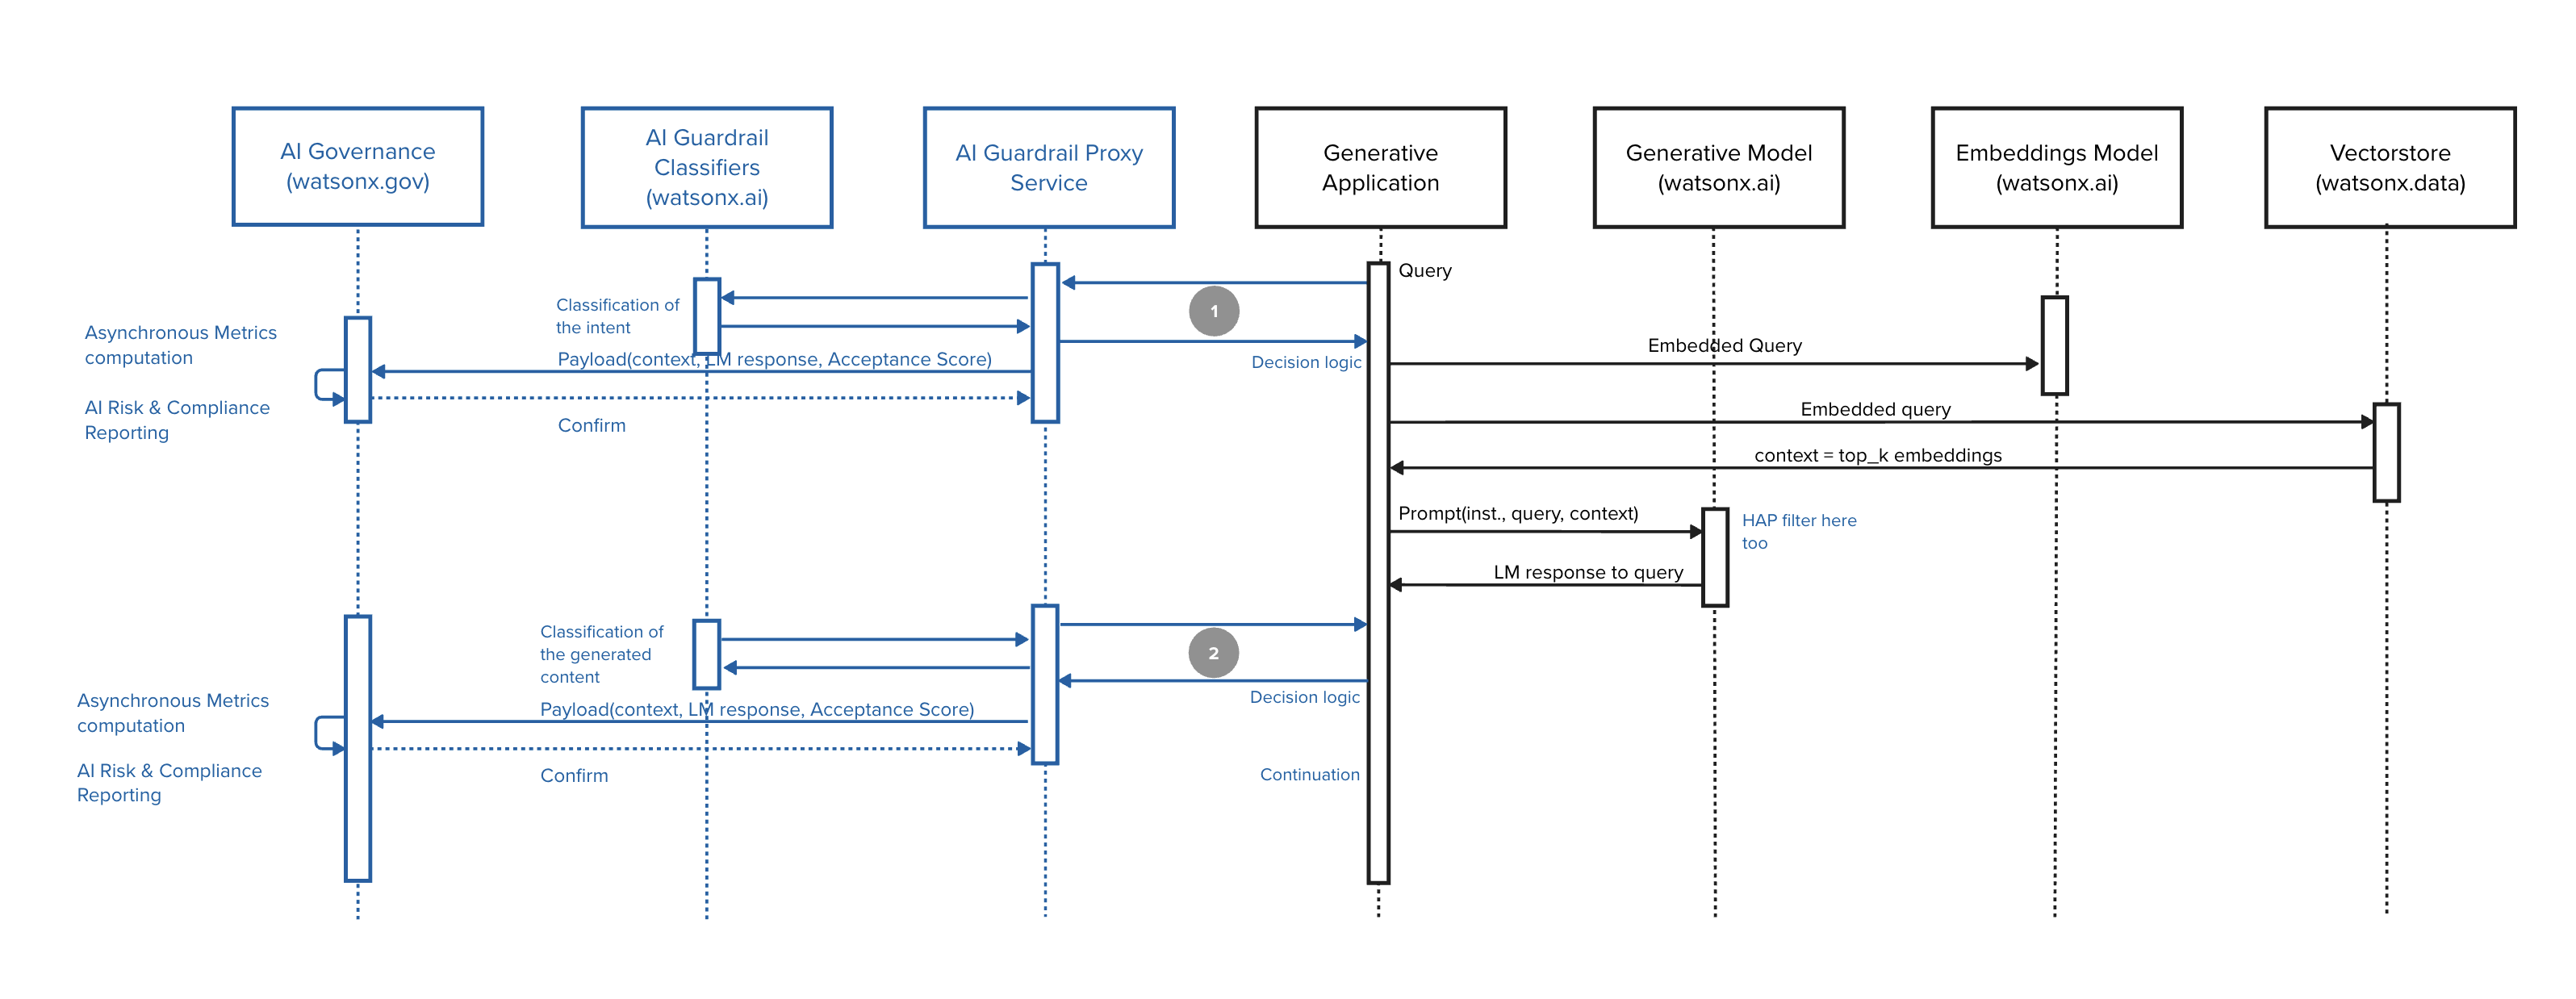 AI Governance
(watsonx.gov)
AI Guardrail
Classifiers
(watsonx.ai)
AI Guardrail Proxy
Service
Generative
Application
Generative Model
(watsonx.ai)
Embeddings Model
(watsonx.ai)
Vectorstore
(watsonx.data)
Query
Classification of
the intent
1
Asynchronous Metrics
computation
Payload(context, LM response, Acceptance Score)
Decision logic
Embedded Query
AI Risk & Compliance
Reporting
Confirm
Embedded query
context = top_k embeddings
Prompt(inst., query, context)
HAP filter here
too
LM response to query
Classification of
the generated
content
2
Asynchronous Metrics
computation
Payload(context, LM response, Acceptance Score)
Decision logic
AI Risk & Compliance
Reporting
Confirm
Continuation